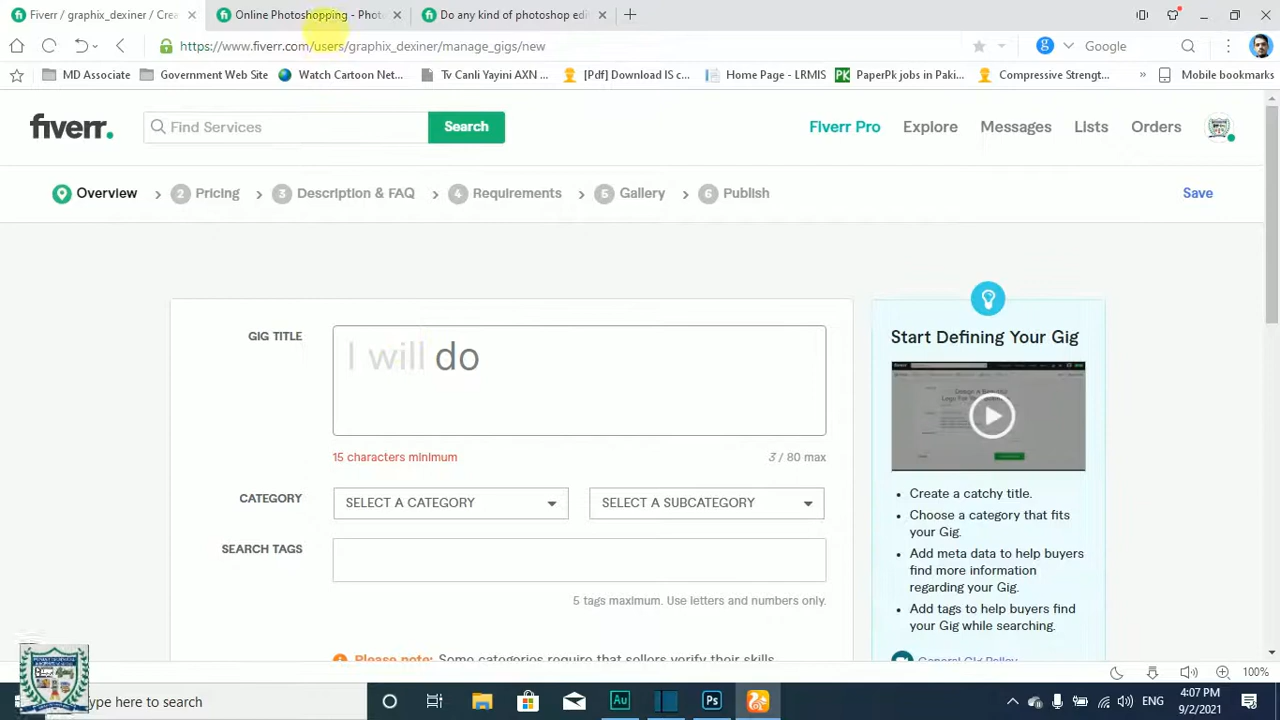 Fiverr / graphix_dexiner / Crea
Online Photoshopping - Photo
Do any kind of photoshop edi
https://www.fiverr.com/users/graphix_dexiner/manage_gigs/new
Google
MD Associate
Government Web Site
Watch Cartoon Net...
Tv Canli Yayini AXN ...
[Pdf] Download IS c...
Home Page - LRMIS
PaperPk jobs in Paki...
Compressive Strengt...
Mobile bookmarks
fiverr.
Find Services
Search
Fiverr Pro
Explore
Messages
Lists
Orders
Overview
2 Pricing
3 Description & FAQ
4 Requirements
5 Gallery
6 Publish
Save
GIG TITLE
I will do
15 characters minimum
3 / 80 max
CATEGORY
SELECT A CATEGORY
SELECT A SUBCATEGORY
SEARCH TAGS
5 tags maximum. Use letters and numbers only.
Please note: Some categories require that sellers verify their skills.
Start Defining Your Gig
• Create a catchy title.
• Choose a category that fits
your Gig.
• Add meta data to help buyers
find more information
regarding your Gig.
• Add tags to help buyers find
your Gig while searching.
General Gig Policy
100%
ype here to search
ENG
4:07 PM
9/2/2021